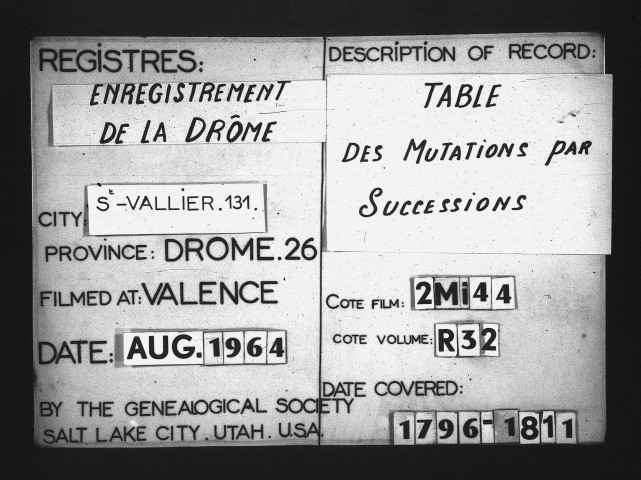 REGISTRES:
ENREGISTREMENT
DE LA DRÔME
CITY: St-VALLIER.131.
PROVINCE: DROME.26
FILMED AT: VALENCE
DATE: AUG. 1964
BY THE GENEALOGICAL SOCIETY
SALT LAKE CITY. UTAH. U.S.A.
DESCRIPTION OF RECORD:
TABLE
DES MUTATIONS PAR
SUCCESSIONS
COTE FILM: 2Mi44
COTE VOLUME: R32
DATE COVERED:
1796-1811